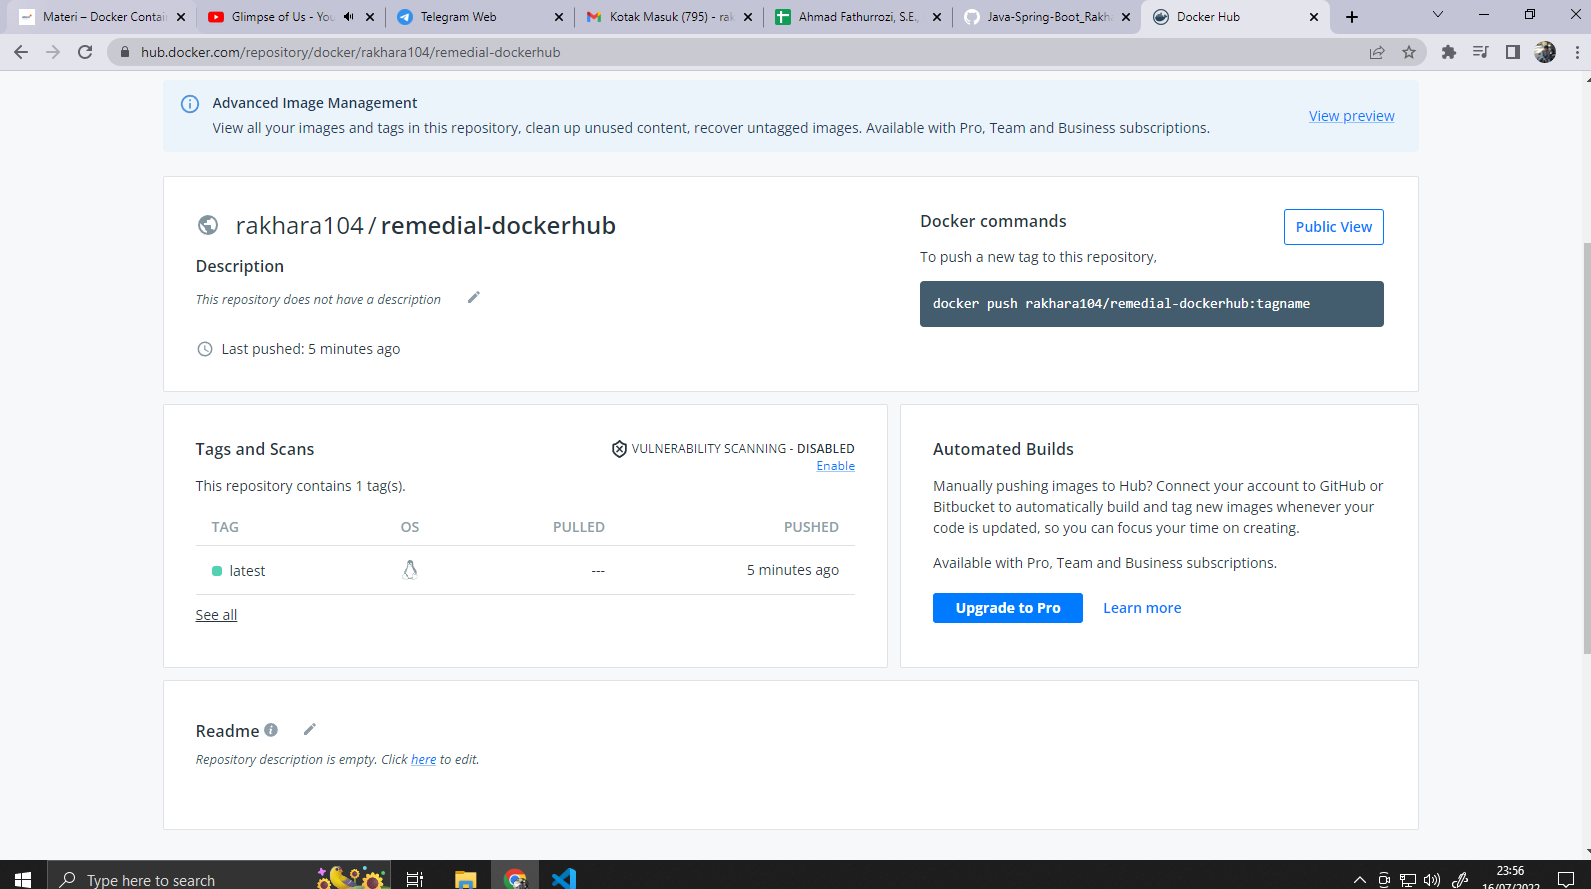 Materi – Docker Contain
Glimpse of Us - You
Telegram Web
Kotak Masuk (795) - rak
Ahmad Fathurrozi, S.E.,
Java-Spring-Boot_Rakha
Docker Hub
hub.docker.com/repository/docker/rakhara104/remedial-dockerhub
Advanced Image Management
View all your images and tags in this repository, clean up unused content, recover untagged images. Available with Pro, Team and Business subscriptions.
View preview
rakhara104 / remedial-dockerhub
Description
This repository does not have a description
Last pushed: 5 minutes ago
Docker commands
Public View
To push a new tag to this repository,
docker push rakhara104/remedial-dockerhub:tagname
Tags and Scans
VULNERABILITY SCANNING - DISABLED
Enable
This repository contains 1 tag(s).
TAG OS PULLED PUSHED
latest --- 5 minutes ago
See all
Automated Builds
Manually pushing images to Hub? Connect your account to GitHub or
Bitbucket to automatically build and tag new images whenever your
code is updated, so you can focus your time on creating.
Available with Pro, Team and Business subscriptions.
Upgrade to Pro
Learn more
Readme
Repository description is empty. Click here to edit.
Type here to search
23:56
16/07/2022